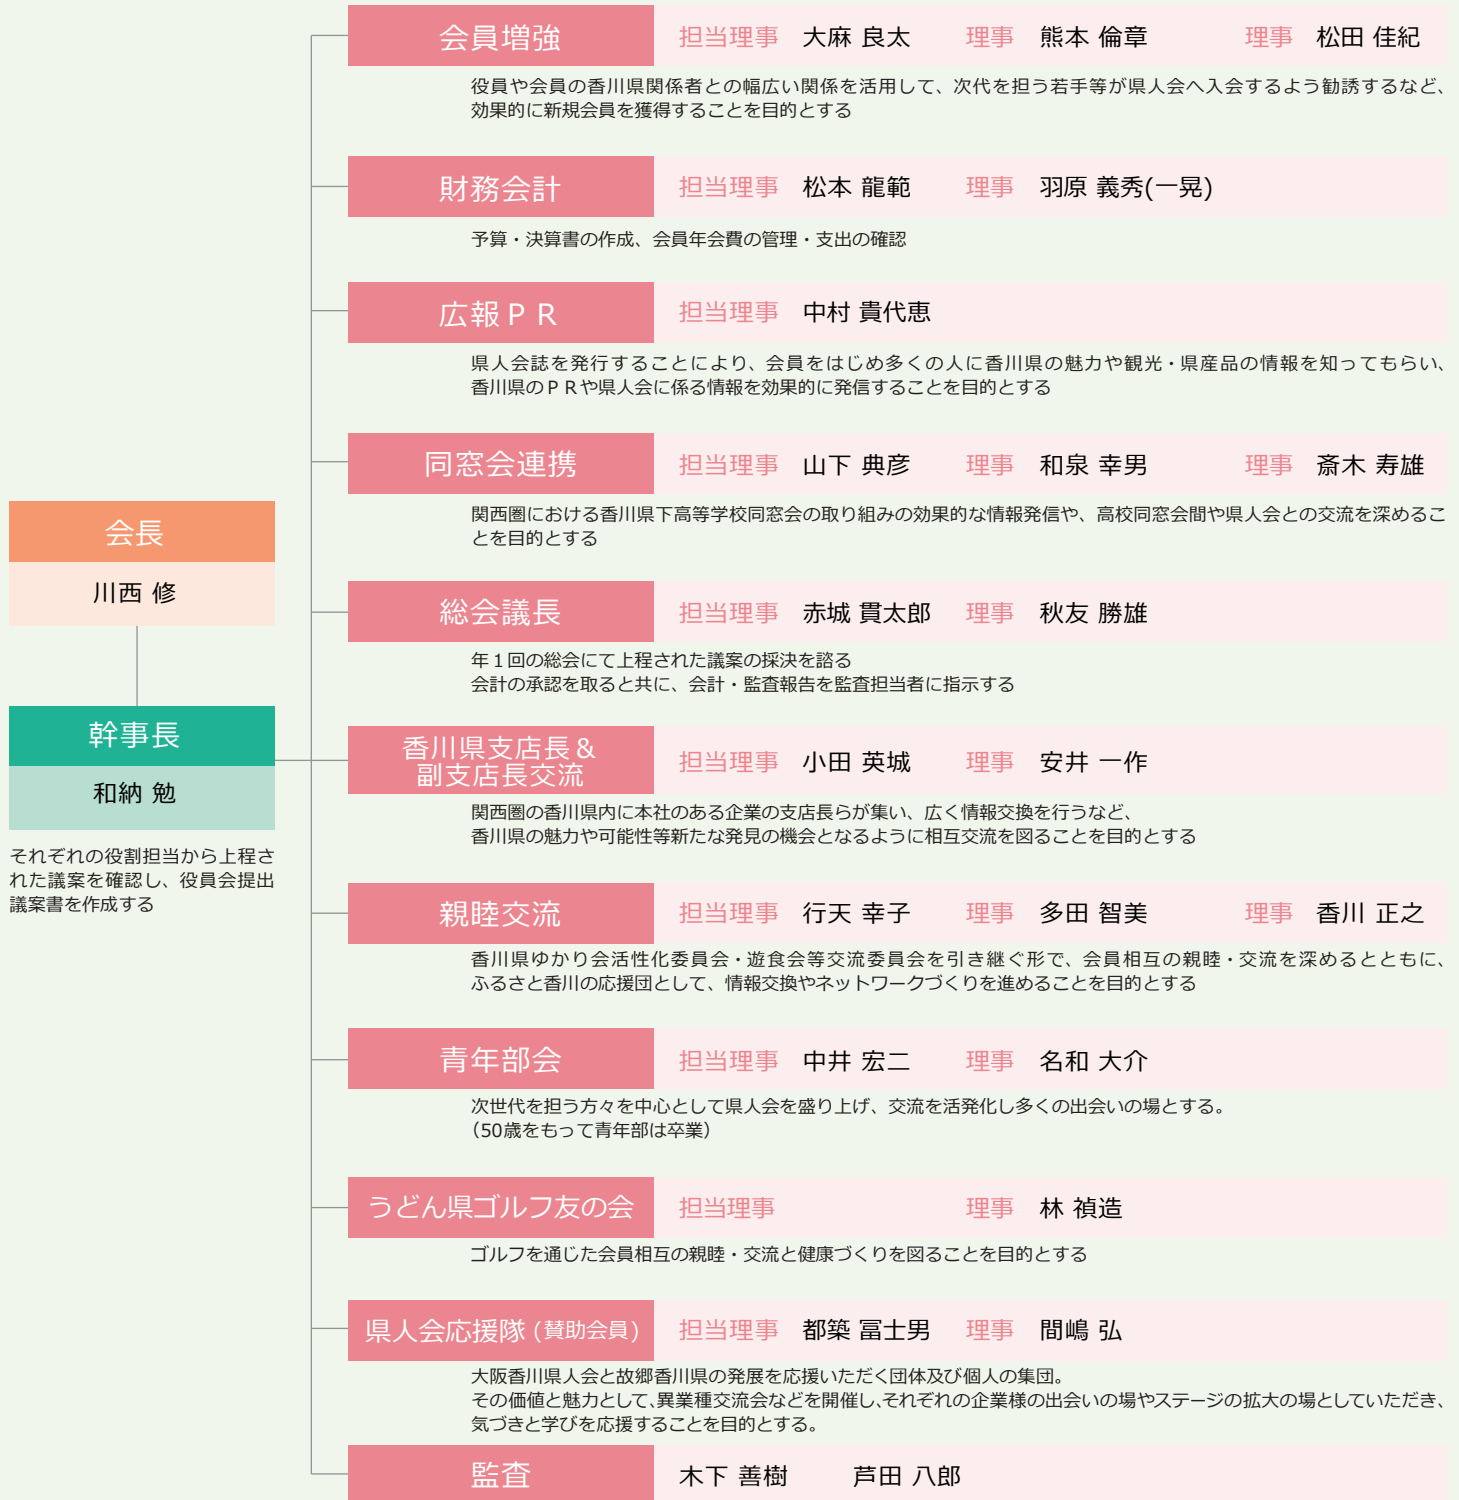 会長
川西 修
幹事長
和納 勉
それぞれの役割担当から上程さ
れた議案を確認し、役員会提出
議案書を作成する
会員増強 担当理事 大麻 良太 理事 熊本 倫章 理事 松田 佳紀
役員や会員の香川県関係者との幅広い関係を活用して、次代を担う若手等が県人会へ入会するよう勧誘するなど、
効果的に新規会員を獲得することを目的とする
財務会計 担当理事 松本 龍範 理事 羽原 義秀(一晃)
予算・決算書の作成、会員年会費の管理・支出の確認
広報ＰＲ 担当理事 中村 貴代恵
県人会誌を発行することにより、会員をはじめ多くの人に香川県の魅力や観光・県産品の情報を知ってもらい、
香川県のＰＲや県人会に係る情報を効果的に発信することを目的とする
同窓会連携 担当理事 山下 典彦 理事 和泉 幸男 理事 斎木 寿雄
関西圏における香川県下高等学校同窓会の取り組みの効果的な情報発信や、高校同窓会間や県人会との交流を深めるこ
とを目的とする
総会議長 担当理事 赤城 貫太郎 理事 秋友 勝雄
年１回の総会にて上程された議案の採決を諮る
会計の承認を取ると共に、会計・監査報告を監査担当者に指示する
香川県支店長＆
副支店長交流 担当理事 小田 英城 理事 安井 一作
関西圏の香川県内に本社のある企業の支店長らが集い、広く情報交換を行うなど、
香川県の魅力や可能性等新たな発見の機会となるように相互交流を図ることを目的とする
親睦交流 担当理事 行天 幸子 理事 多田 智美 理事 香川 正之
香川県ゆかり会活性化委員会・遊食会等交流委員会を引き継ぐ形で、会員相互の親睦・交流を深めるとともに、
ふるさと香川の応援団として、情報交換やネットワークづくりを進めることを目的とする
青年部会 担当理事 中井 宏二 理事 名和 大介
次世代を担う方々を中心として県人会を盛り上げ、交流を活発化し多くの出会いの場とする。
（50歳をもって青年部は卒業）
うどん県ゴルフ友の会 担当理事 理事 林 禎造
ゴルフを通じた会員相互の親睦・交流と健康づくりを図ることを目的とする
県人会応援隊 (賛助会員) 担当理事 都築 冨士男 理事 間嶋 弘
大阪香川県人会と故郷香川県の発展を応援いただく団体及び個人の集団。
その価値と魅力として、異業種交流会などを開催し、それぞれの企業様の出会いの場やステージの拡大の場としていただき、
気づきと学びを応援することを目的とする。
監査 木下 善樹 芦田 八郎